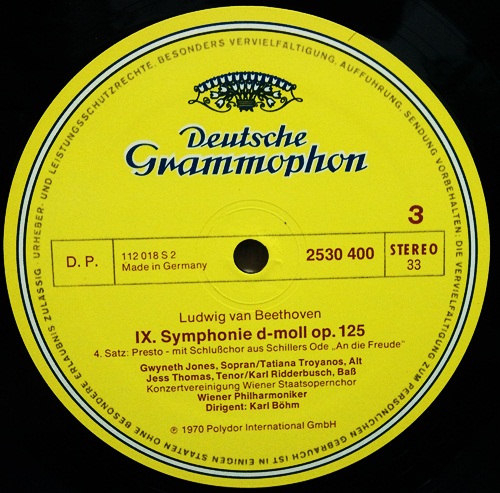 URHEBER- UND LEISTUNGSSCHUTZRECHTE, BESONDERS VERVIELFÄLTIGUNG, AUFFÜHRUNG, SENDUNG VORBEHALTEN; DIE VERVIELFÄLTIGUNG ZUM PERSÖNLICHEN GEBRAUCH IST IN EINIGEN STAATEN OHNE BESONDERE ERLAUBNIS ZULÄSSIG ·
Deutsche
Grammophon
3
D. P.
112 018 S 2
Made in Germany
2530 400
STEREO
33
Ludwig van Beethoven
IX. Symphonie d-moll op. 125
4. Satz: Presto - mit Schlußchor aus Schillers Ode „An die Freude"
Gwyneth Jones, Sopran/Tatiana Troyanos, Alt
Jess Thomas, Tenor/Karl Ridderbusch, Baß
Konzertvereinigung Wiener Staatsopernchor
Wiener Philharmoniker
Dirigent: Karl Böhm
℗ 1970 Polydor International GmbH